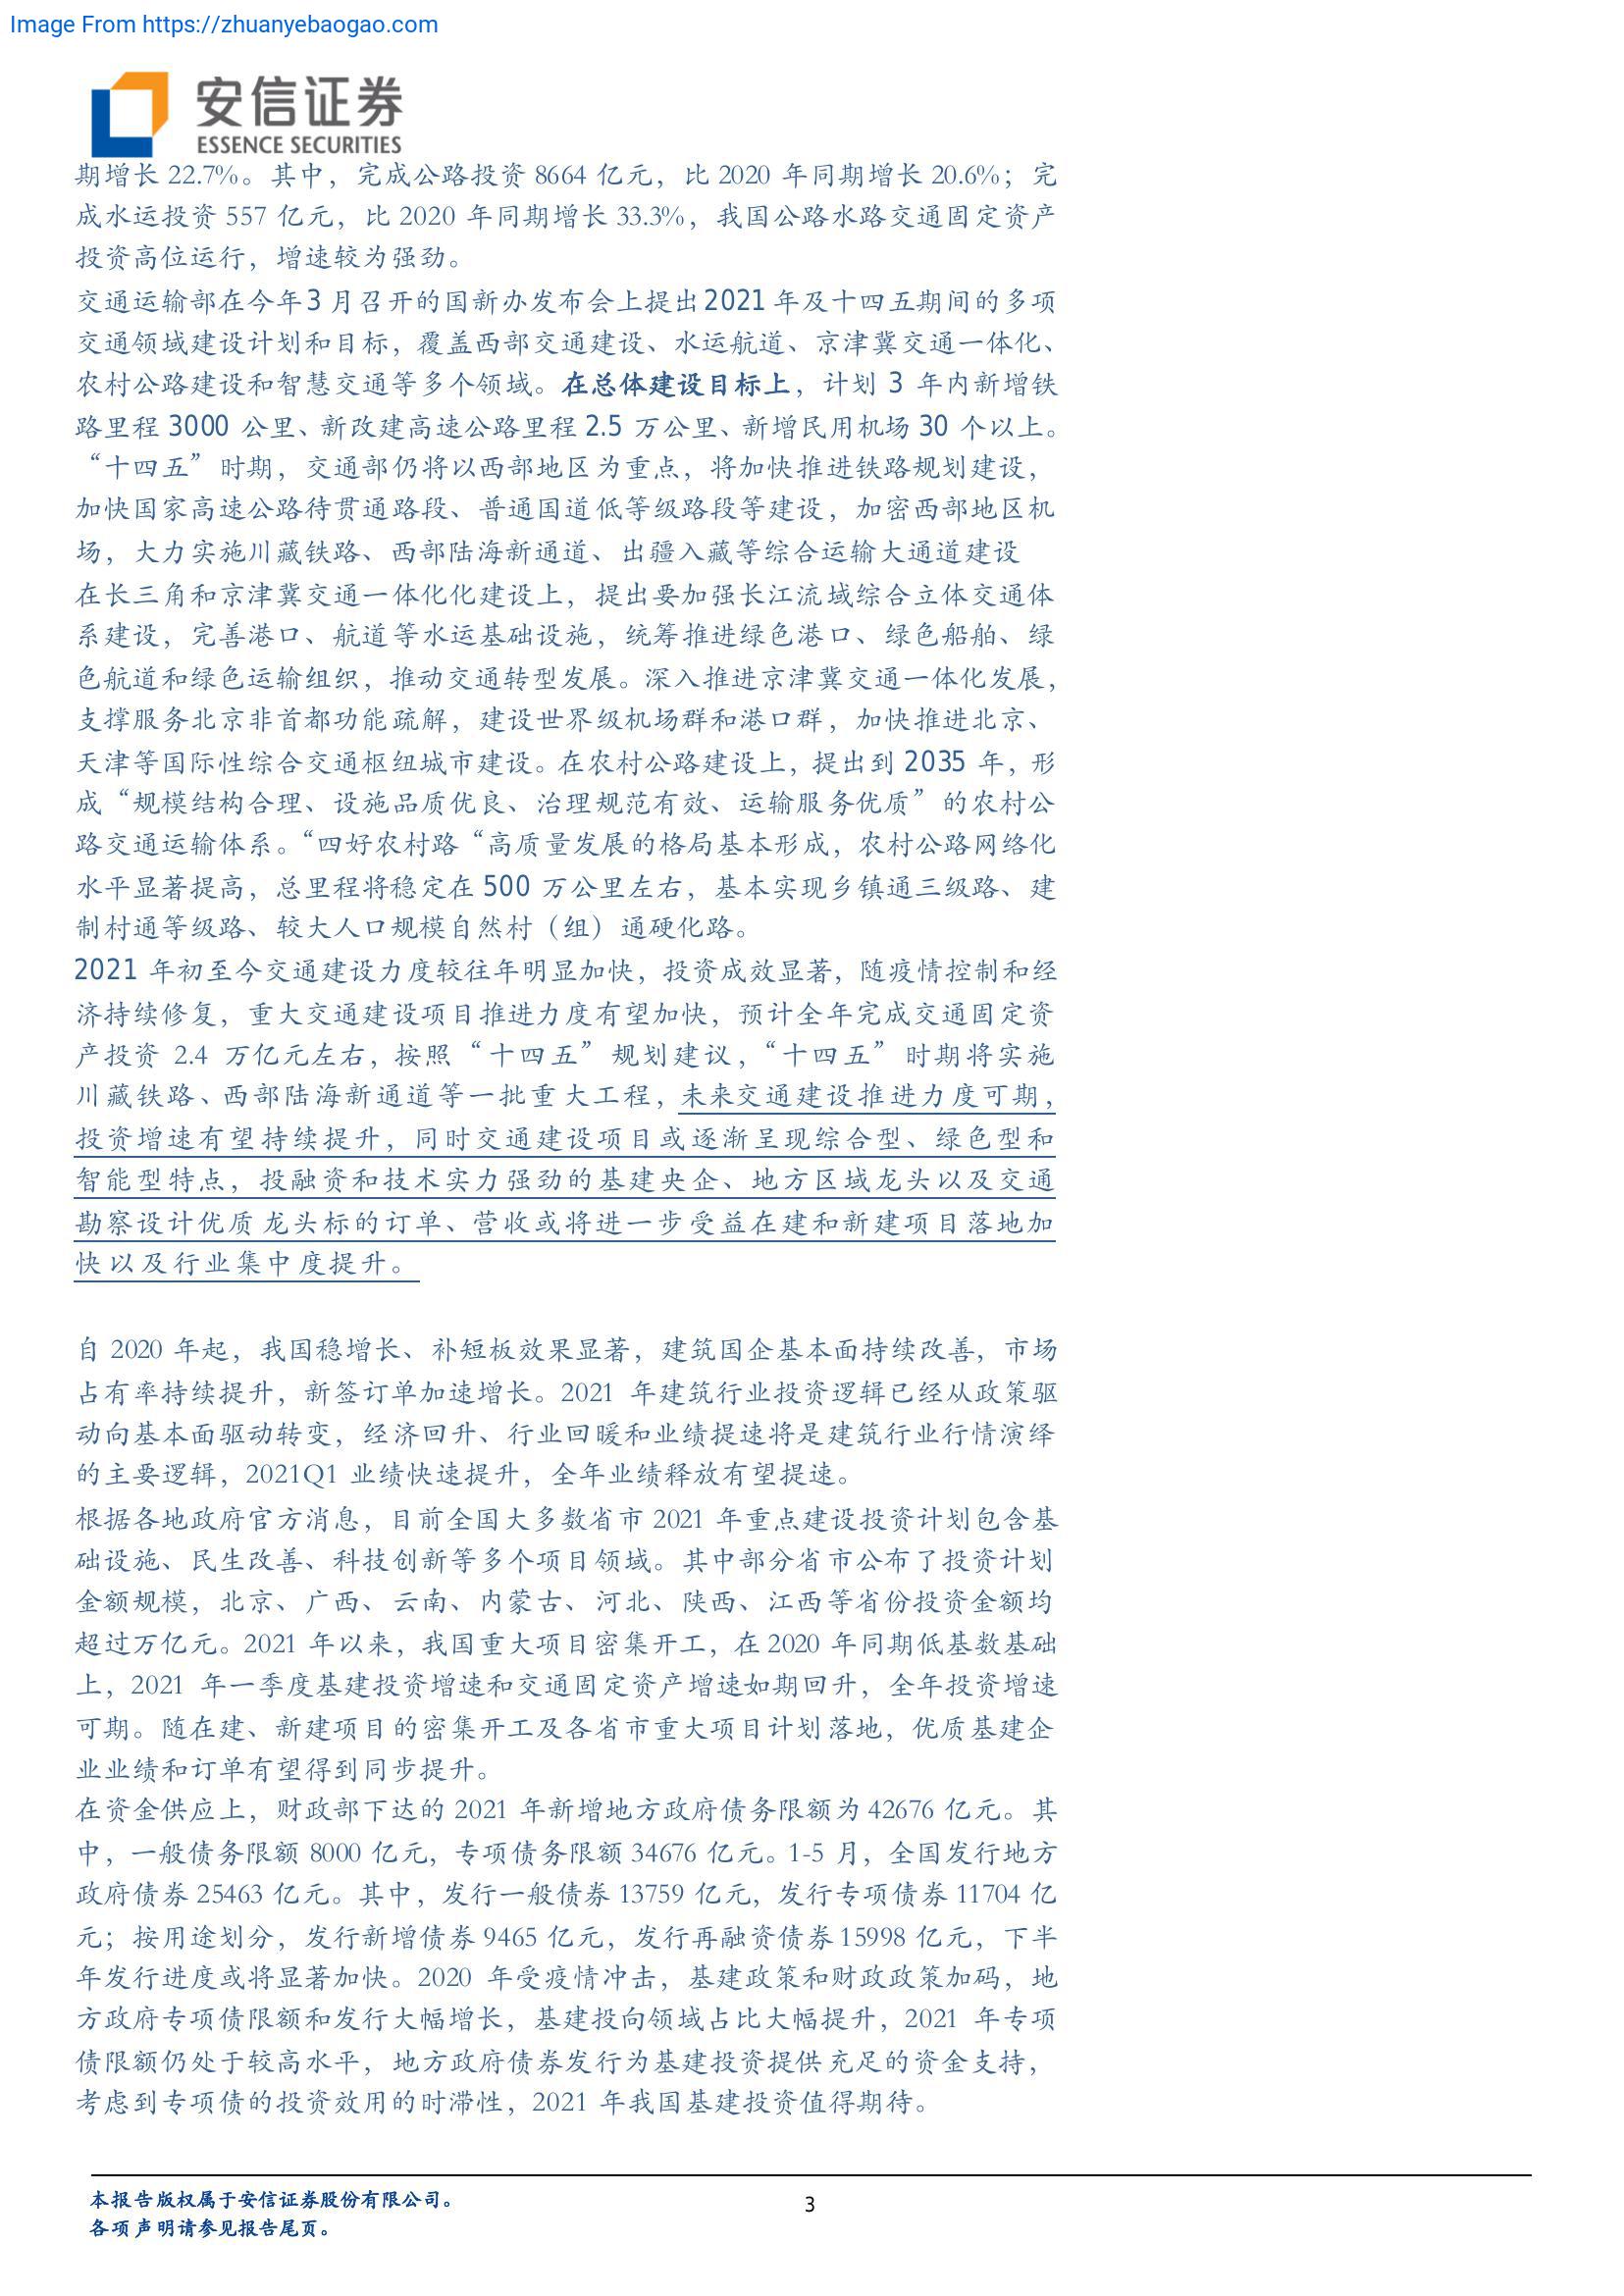 Image From https://zhuanyebaogao.com
安信证券
ESSENCE SECURITIES
期增长 22.7%。其中，完成公路投资 8664 亿元，比 2020 年同期增长 20.6%；完
成水运投资 557 亿元，比 2020 年同期增长 33.3%，我国公路水路交通固定资产
投资高位运行，增速较为强劲。
交通运输部在今年 3 月召开的国新办发布会上提出 2021 年及十四五期间的多项
交通领域建设计划和目标，覆盖西部交通建设、水运航道、京津冀交通一体化、
农村公路建设和智慧交通等多个领域。在总体建设目标上，计划 3 年内新增铁
路里程 3000 公里、新改建高速公路里程 2.5 万公里、新增民用机场 30 个以上。
“十四五”时期，交通部仍将以西部地区为重点，将加快推进铁路规划建设，
加快国家高速公路待贯通路段、普通国道低等级路段等建设，加密西部地区机
场，大力实施川藏铁路、西部陆海新通道、出疆入藏等综合运输大通道建设
在长三角和京津冀交通一体化化建设上，提出要加强长江流域综合立体交通体
系建设，完善港口、航道等水运基础设施，统筹推进绿色港口、绿色船舶、绿
色航道和绿色运输组织，推动交通转型发展。深入推进京津冀交通一体化发展，
支撑服务北京非首都功能疏解，建设世界级机场群和港口群，加快推进北京、
天津等国际性综合交通枢纽城市建设。在农村公路建设上，提出到 2035 年，形
成“规模结构合理、设施品质优良、治理规范有效、运输服务优质”的农村公
路交通运输体系。“四好农村路“高质量发展的格局基本形成，农村公路网络化
水平显著提高，总里程将稳定在 500 万公里左右，基本实现乡镇通三级路、建
制村通等级路、较大人口规模自然村（组）通硬化路。
2021 年初至今交通建设力度较往年明显加快，投资成效显著，随疫情控制和经
济持续修复，重大交通建设项目推进力度有望加快，预计全年完成交通固定资
产投资 2.4 万亿元左右，按照“十四五”规划建议，“十四五”时期将实施
川藏铁路、西部陆海新通道等一批重大工程，未来交通建设推进力度可期，
投资增速有望持续提升，同时交通建设项目或逐渐呈现综合型、绿色型和
智能型特点，投融资和技术实力强劲的基建央企、地方区域龙头以及交通
勘察设计优质龙头标的订单、营收或将进一步受益在建和新建项目落地加
快以及行业集中度提升。
自 2020 年起，我国稳增长、补短板效果显著，建筑国企基本面持续改善，市场
占有率持续提升，新签订单加速增长。2021 年建筑行业投资逻辑已经从政策驱
动向基本面驱动转变，经济回升、行业回暖和业绩提速将是建筑行业行情演绎
的主要逻辑，2021Q1 业绩快速提升，全年业绩释放有望提速。
根据各地政府官方消息，目前全国大多数省市 2021 年重点建设投资计划包含基
础设施、民生改善、科技创新等多个项目领域。其中部分省市公布了投资计划
金额规模，北京、广西、云南、内蒙古、河北、陕西、江西等省份投资金额均
超过万亿元。2021 年以来，我国重大项目密集开工，在 2020 年同期低基数基础
上，2021 年一季度基建投资增速和交通固定资产增速如期回升，全年投资增速
可期。随在建、新建项目的密集开工及各省市重大项目计划落地，优质基建企
业业绩和订单有望得到同步提升。
在资金供应上，财政部下达的 2021 年新增地方政府债务限额为 42676 亿元。其
中，一般债务限额 8000 亿元，专项债务限额 34676 亿元。1-5 月，全国发行地方
政府债券 25463 亿元。其中，发行一般债券 13759 亿元，发行专项债券 11704 亿
元；按用途划分，发行新增债券 9465 亿元，发行再融资债券 15998 亿元，下半
年发行进度或将显著加快。2020 年受疫情冲击，基建政策和财政政策加码，地
方政府专项债限额和发行大幅增长，基建投向领域占比大幅提升，2021 年专项
债限额仍处于较高水平，地方政府债券发行为基建投资提供充足的资金支持，
考虑到专项债的投资效用的时滞性，2021 年我国基建投资值得期待。
本报告版权属于安信证券股份有限公司。
各项声明请参见报告尾页。
3